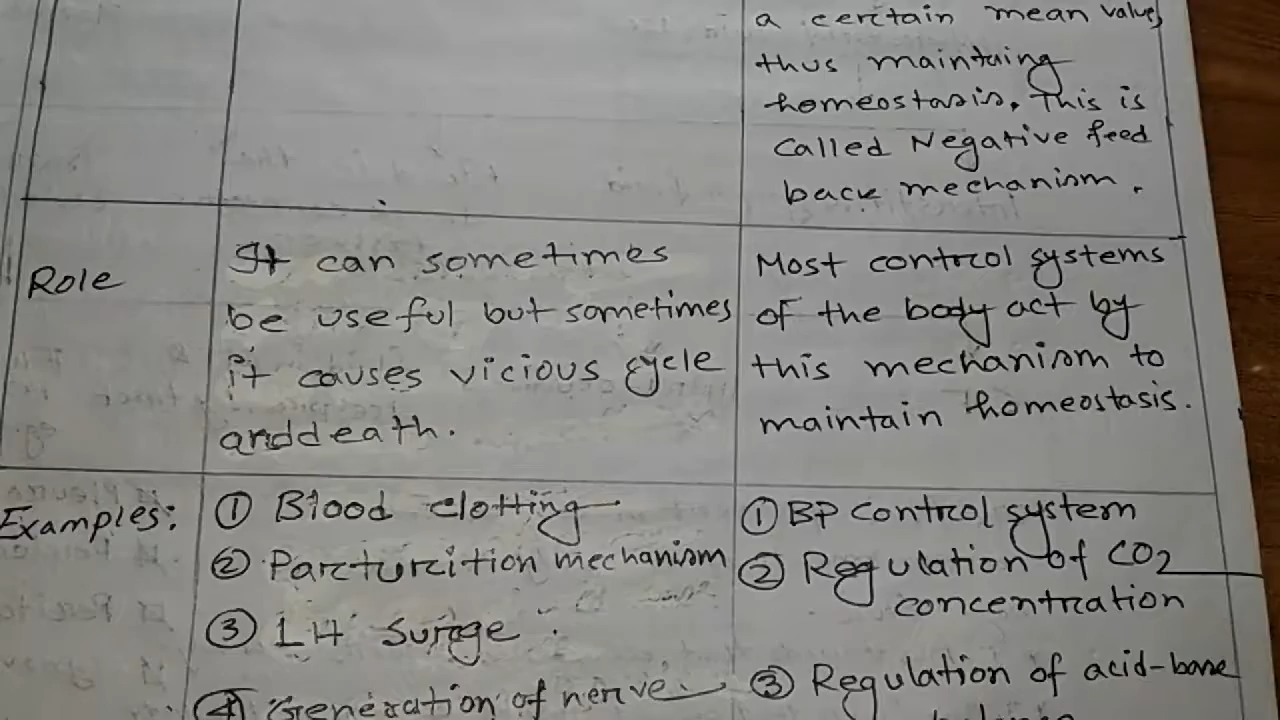 a certain mean value,
thus maintaing
homeostasis. This is
called Negative feed
back mechanism.
Role
It can sometimes
be useful but sometimes
it causes vicious cycle
and death.
Most control systems
of the body act by
this mechanism to
maintain homeostasis.
Examples:
① Blood clotting
② Parturition mechanism
③ LH surge.
④ Generation of nerve
① BP control system
② Regulation of CO2
concentration
③ Regulation of acid-base